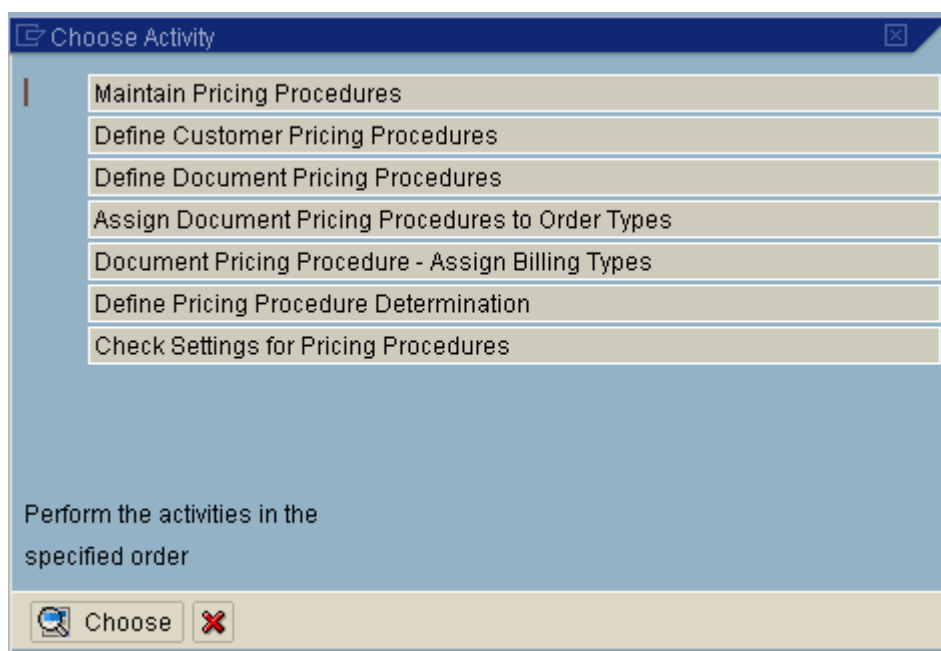 Choose Activity
Maintain Pricing Procedures
Define Customer Pricing Procedures
Define Document Pricing Procedures
Assign Document Pricing Procedures to Order Types
Document Pricing Procedure - Assign Billing Types
Define Pricing Procedure Determination
Check Settings for Pricing Procedures
Perform the activities in the
specified order
Choose